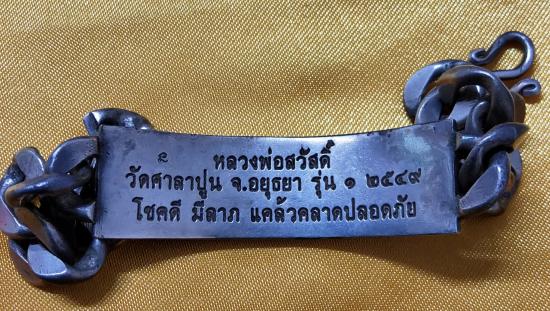 หลวงพ่อสวัสดิ์
วัดศาลาปูน จ.อยุธยา รุ่น ๑ ๒๕๔๙
โชคดี มีลาภ แคล้วคลาดปลอดภัย